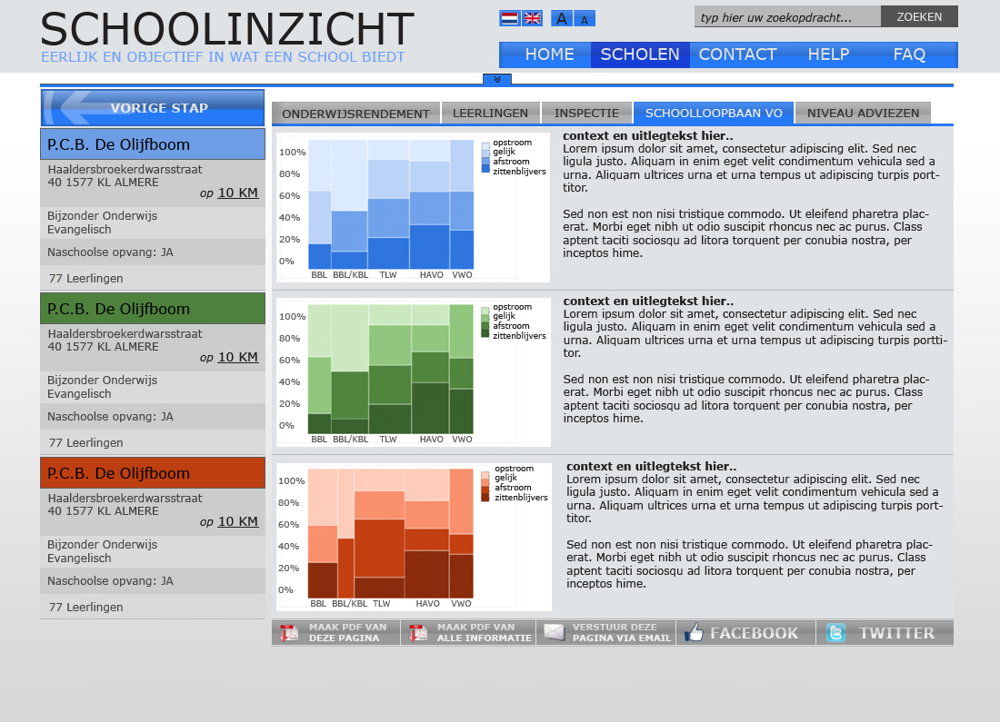 SCHOOLINZICHT
EERLIJK EN OBJECTIEF IN WAT EEN SCHOOL BIEDT
A A
typ hier uw zoekopdracht... ZOEKEN
HOME SCHOLEN CONTACT HELP FAQ
VORIGE STAP
ONDERWIJSRENDEMENT LEERLINGEN INSPECTIE SCHOOLLOOPBAAN VO NIVEAU ADVIEZEN
P.C.B. De Olijfboom
Haaldersbroekerdwarsstraat
40 1577 KL ALMERE
op 10 KM
Bijzonder Onderwijs
Evangelisch
Naschoolse opvang: JA
77 Leerlingen
100%
80%
60%
40%
20%
0%
BBL BBL/KBL TLW HAVO VWO
opstroom
gelijk
afstroom
zittenblijvers
context en uitlegtekst hier..
Lorem ipsum dolor sit amet, consectetur adipiscing elit. Sed nec
ligula justo. Aliquam in enim eget velit condimentum vehicula sed a
urna. Aliquam ultrices urna et urna tempus ut adipiscing turpis port-
titor.
Sed non est non nisi tristique commodo. Ut eleifend pharetra plac-
erat. Morbi eget nibh ut odio suscipit rhoncus nec ac purus. Class
aptent taciti sociosqu ad litora torquent per conubia nostra, per
inceptos hime.
P.C.B. De Olijfboom
Haaldersbroekerdwarsstraat
40 1577 KL ALMERE
op 10 KM
Bijzonder Onderwijs
Evangelisch
Naschoolse opvang: JA
77 Leerlingen
100%
80%
60%
40%
20%
0%
BBL BBL/KBL TLW HAVO VWO
opstroom
gelijk
afstroom
zittenblijvers
context en uitlegtekst hier..
Lorem ipsum dolor sit amet, consectetur adipiscing elit. Sed nec
ligula justo. Aliquam in enim eget velit condimentum vehicula sed a
urna. Aliquam ultrices urna et urna tempus ut adipiscing turpis portti-
tor.
Sed non est non nisi tristique commodo. Ut eleifend pharetra plac-
erat. Morbi eget nibh ut odio suscipit rhoncus nec ac purus. Class
aptent taciti sociosqu ad litora torquent per conubia nostra, per
inceptos hime.
P.C.B. De Olijfboom
Haaldersbroekerdwarsstraat
40 1577 KL ALMERE
op 10 KM
Bijzonder Onderwijs
Evangelisch
Naschoolse opvang: JA
77 Leerlingen
100%
80%
60%
40%
20%
0%
BBL BBL/KBL TLW HAVO VWO
opstroom
gelijk
afstroom
zittenblijvers
context en uitlegtekst hier..
Lorem ipsum dolor sit amet, consectetur adipiscing elit. Sed nec
ligula justo. Aliquam in enim eget velit condimentum vehicula sed a
urna. Aliquam ultrices urna et urna tempus ut adipiscing turpis port-
titor.
Sed non est non nisi tristique commodo. Ut eleifend pharetra plac-
erat. Morbi eget nibh ut odio suscipit rhoncus nec ac purus. Class
aptent taciti sociosqu ad litora torquent per conubia nostra, per
inceptos hime.
MAAK PDF VAN
DEZE PAGINA
MAAK PDF VAN
ALLE INFORMATIE
VERSTUUR DEZE
PAGINA VIA EMAIL
FACEBOOK
TWITTER